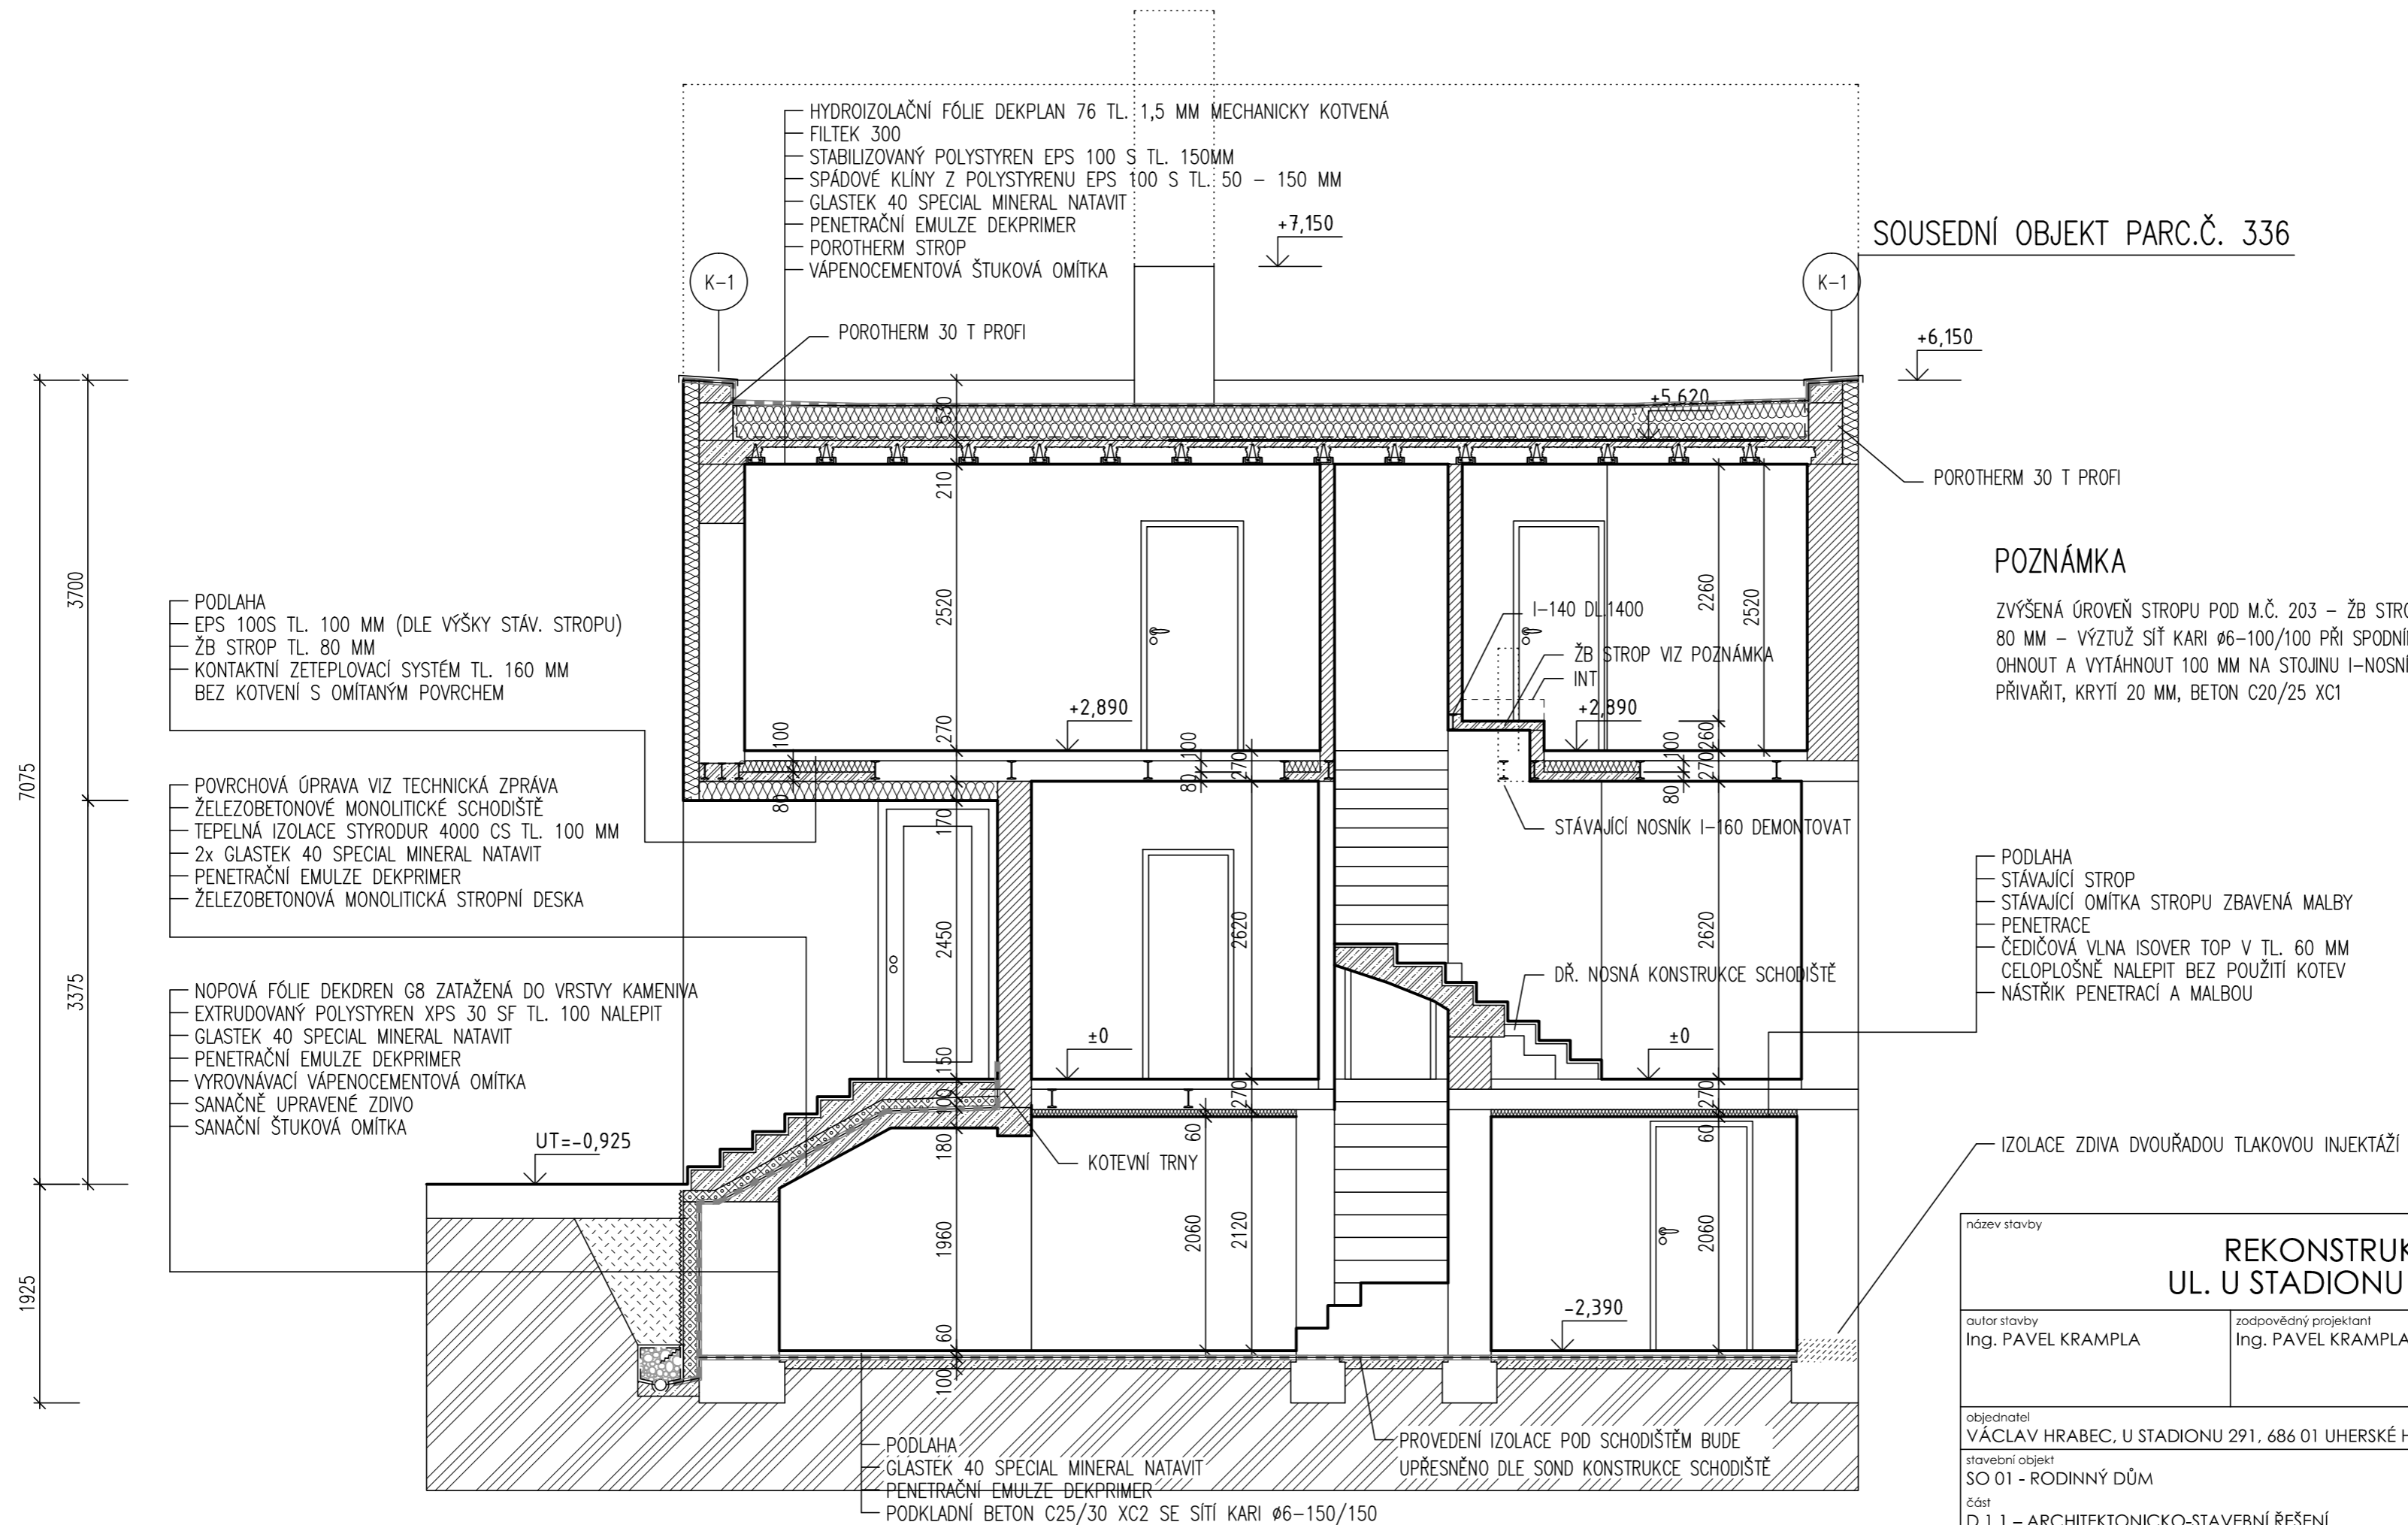 HYDROIZOLAČNÍ FÓLIE DEKPLAN 76 TL. 1,5 MM MECHANICKY KOTVENÁ
FILTEK 300
STABILIZOVANÝ POLYSTYREN EPS 100 S TL. 150MM
SPÁDOVÉ KLÍNY Z POLYSTYRENU EPS 100 S TL. 50 – 150 MM
GLASTEK 40 SPECIAL MINERAL NATAVIT
PENETRAČNÍ EMULZE DEKPRIMER
POROTHERM STROP
VÁPENOCEMENTOVÁ ŠTUKOVÁ OMÍTKA
+7,150
SOUSEDNÍ OBJEKT PARC.Č. 336
K-1
K-1
POROTHERM 30 T PROFI
+6,150
+5,620
530
210
POROTHERM 30 T PROFI
POZNÁMKA
ZVÝŠENÁ ÚROVEŇ STROPU POD M.Č. 203 – ŽB STRO
80 MM – VÝZTUŽ SÍŤ KARI ø6-100/100 PŘI SPODNÍ
OHNOUT A VYTÁHNOUT 100 MM NA STOJINU I-NOSNÍ
PŘIVAŘIT, KRYTÍ 20 MM, BETON C20/25 XC1
3700
7075
3375
1925
PODLAHA
EPS 100S TL. 100 MM (DLE VÝŠKY STÁV. STROPU)
ŽB STROP TL. 80 MM
KONTAKTNÍ ZETEPLOVACÍ SYSTÉM TL. 160 MM
BEZ KOTVENÍ S OMÍTANÝM POVRCHEM
2520
2260
2520
I-140 DL.1400
ŽB STROP VIZ POZNÁMKA
INT
+2,890
+2,890
100
270
100
270
80
80
170
260
100
270
80
POVRCHOVÁ ÚPRAVA VIZ TECHNICKÁ ZPRÁVA
ŽELEZOBETONOVÉ MONOLITICKÉ SCHODIŠTĚ
TEPELNÁ IZOLACE STYRODUR 4000 CS TL. 100 MM
2x GLASTEK 40 SPECIAL MINERAL NATAVIT
PENETRAČNÍ EMULZE DEKPRIMER
ŽELEZOBETONOVÁ MONOLITICKÁ STROPNÍ DESKA
STÁVAJÍCÍ NOSNÍK I-160 DEMONTOVAT
PODLAHA
STÁVAJÍCÍ STROP
STÁVAJÍCÍ OMÍTKA STROPU ZBAVENÁ MALBY
PENETRACE
ČEDIČOVÁ VLNA ISOVER TOP V TL. 60 MM
CELOPLOŠNĚ NALEPIT BEZ POUŽITÍ KOTEV
NÁSTŘIK PENETRACÍ A MALBOU
2450
2620
2620
DŘ. NOSNÁ KONSTRUKCE SCHODIŠTĚ
NOPOVÁ FÓLIE DEKDREN G8 ZATAŽENÁ DO VRSTVY KAMENIVA
EXTRUDOVANÝ POLYSTYREN XPS 30 SF TL. 100 NALEPIT
GLASTEK 40 SPECIAL MINERAL NATAVIT
PENETRAČNÍ EMULZE DEKPRIMER
VYROVNÁVACÍ VÁPENOCEMENTOVÁ OMÍTKA
SANAČNĚ UPRAVENÉ ZDIVO
SANAČNÍ ŠTUKOVÁ OMÍTKA
±0
±0
150
100
180
270
60
270
60
UT=-0,925
KOTEVNÍ TRNY
IZOLACE ZDIVA DVOUŘADOU TLAKOVOU INJEKTÁŽÍ
1960
2060
2120
2060
-2,390
60
100
PODLAHA
GLASTEK 40 SPECIAL MINERAL NATAVIT
PENETRAČNÍ EMULZE DEKPRIMER
PODKLADNÍ BETON C25/30 XC2 SE SÍTÍ KARI ø6-150/150
PROVEDENÍ IZOLACE POD SCHODIŠTĚM BUDE
UPŘESNĚNO DLE SOND KONSTRUKCE SCHODIŠTĚ
název stavby
REKONSTRUK
UL. U STADIONU
autor stavby
Ing. PAVEL KRAMPLA
zodpovědný projektant
Ing. PAVEL KRAMPLA
objednatel
VÁCLAV HRABEC, U STADIONU 291, 686 01 UHERSKÉ H
stavební objekt
SO 01 - RODINNÝ DŮM
část
D.1.1 – ARCHITEKTONICKO-STAVEBNÍ ŘEŠENÍ